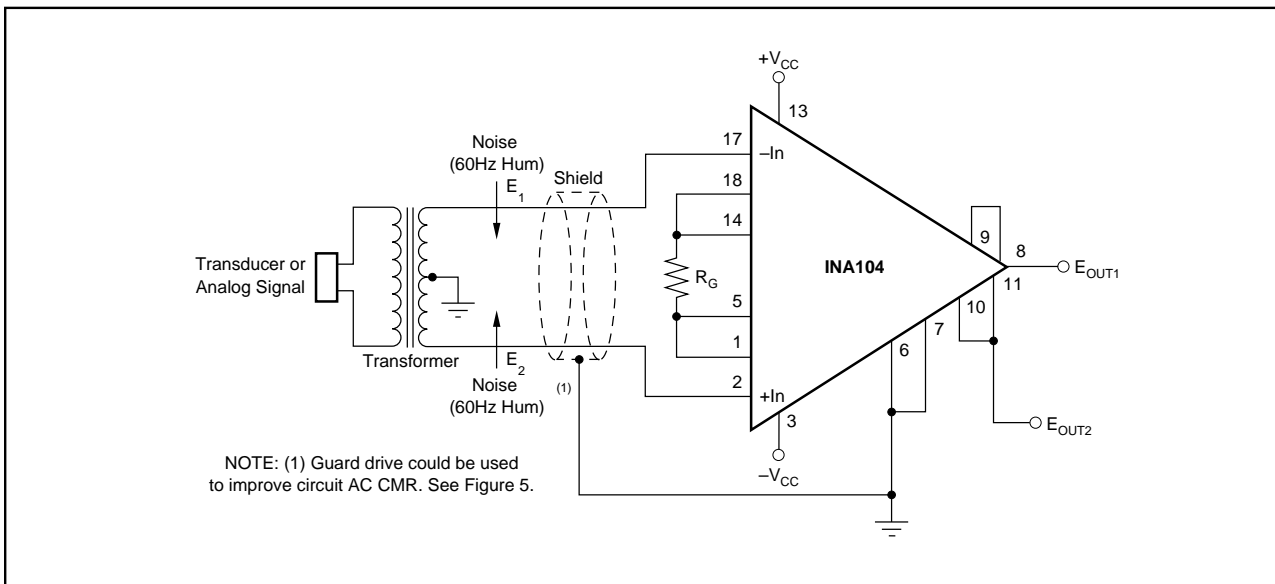 +VCC
13
Noise
(60Hz Hum)
17
–In
Shield
E1
18
14
9
8
Transducer or
Analog Signal
RG
INA104
EOUT1
11
5
10
7
1
Transformer
E2
6
2
+In
Noise
(60Hz Hum)
(1)
3
EOUT2
–VCC
NOTE: (1) Guard drive could be used
to improve circuit AC CMR. See Figure 5.